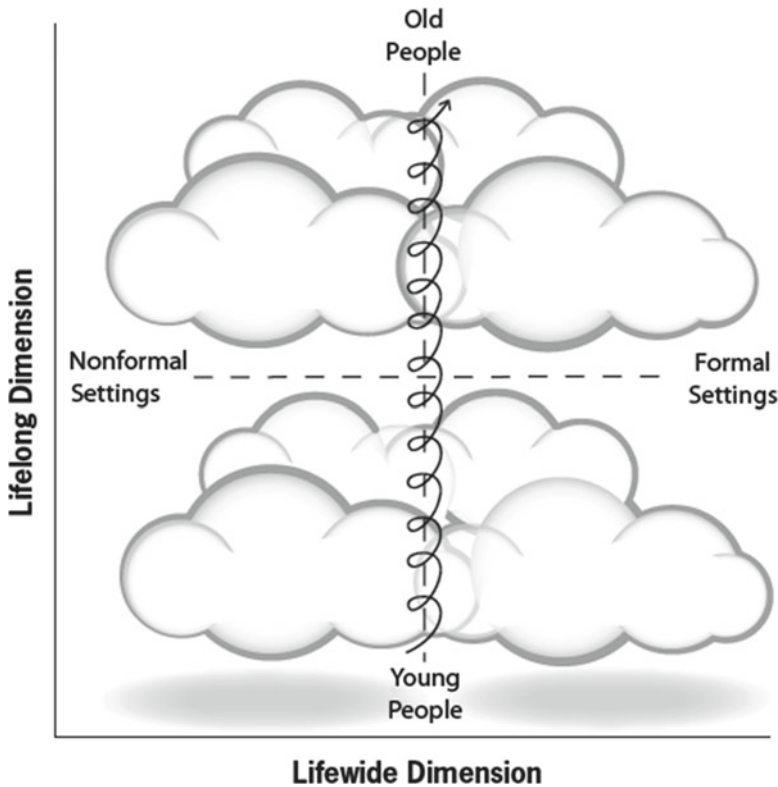 Old
People
Lifelong Dimension
Nonformal
Settings
Formal
Settings
Young
People
Lifewide Dimension